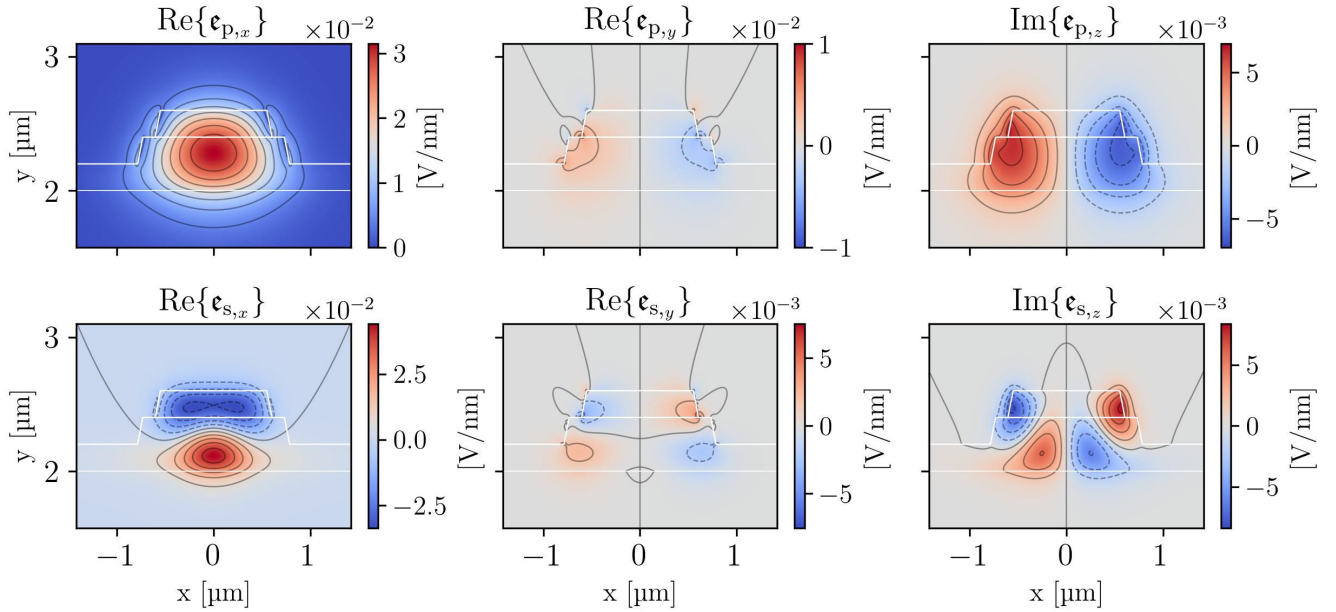 Re{𝖊p,x} ×10−2
Re{𝖊p,y} ×10−2
Im{𝖊p,z} ×10−3
3
2
y [μm]
3
2
1
0
[V/nm]
1
0
−1
[V/nm]
5
0
−5
[V/nm]
Re{𝖊s,x} ×10−2
Re{𝖊s,y} ×10−3
Im{𝖊s,z} ×10−3
3
2
y [μm]
2.5
0.0
−2.5
[V/nm]
5
0
−5
[V/nm]
5
0
−5
[V/nm]
−1 0 1
−1 0 1
−1 0 1
x [μm]
x [μm]
x [μm]